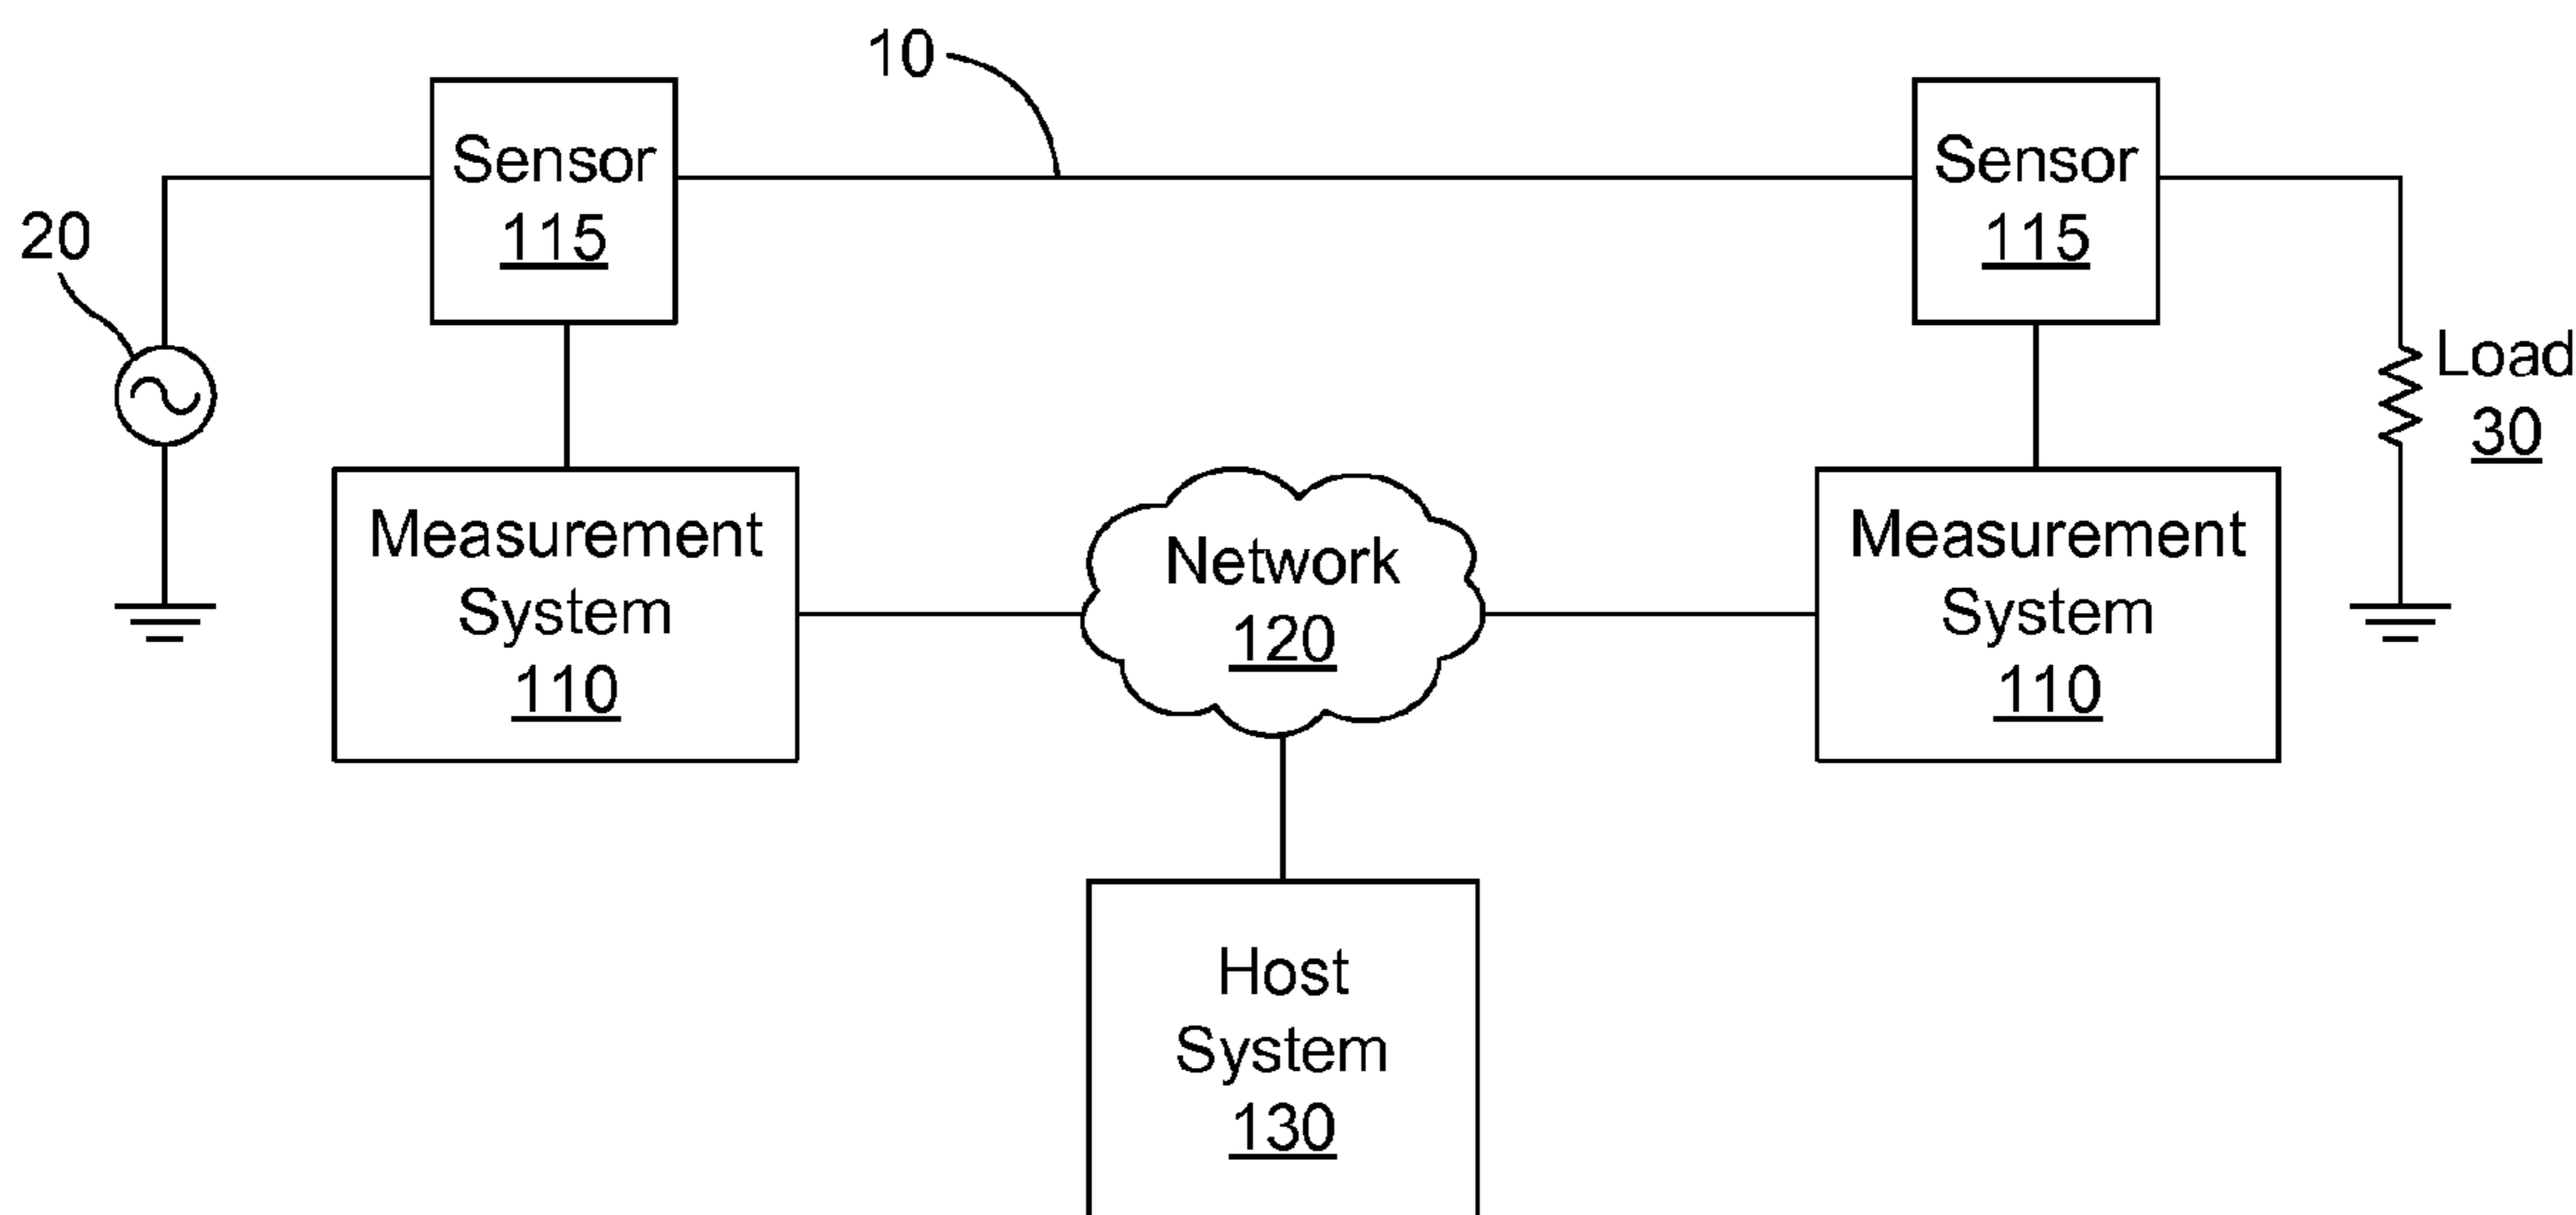 10
Sensor
115
Sensor
115
20
Load
30
Measurement
System
110
Network
120
Measurement
System
110
Host
System
130